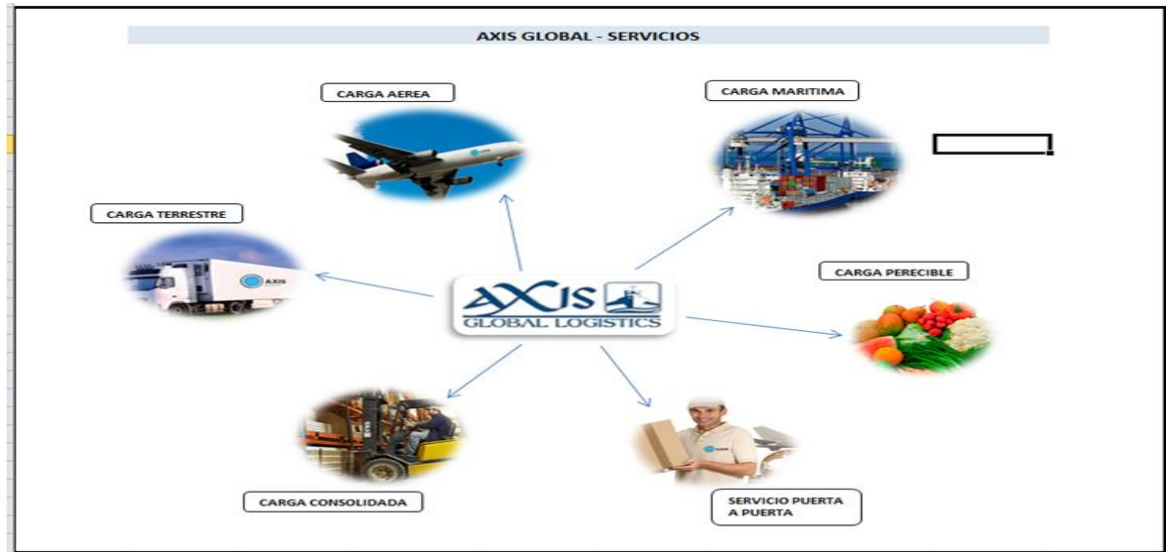 AXIS GLOBAL - SERVICIOS
CARGA AEREA
CARGA MARITIMA
CARGA TERRESTRE
AXIS
CARGA PERECIBLE
AXIS
GLOBAL LOGISTICS
CARGA CONSOLIDADA
SERVICIO PUERTA
A PUERTA